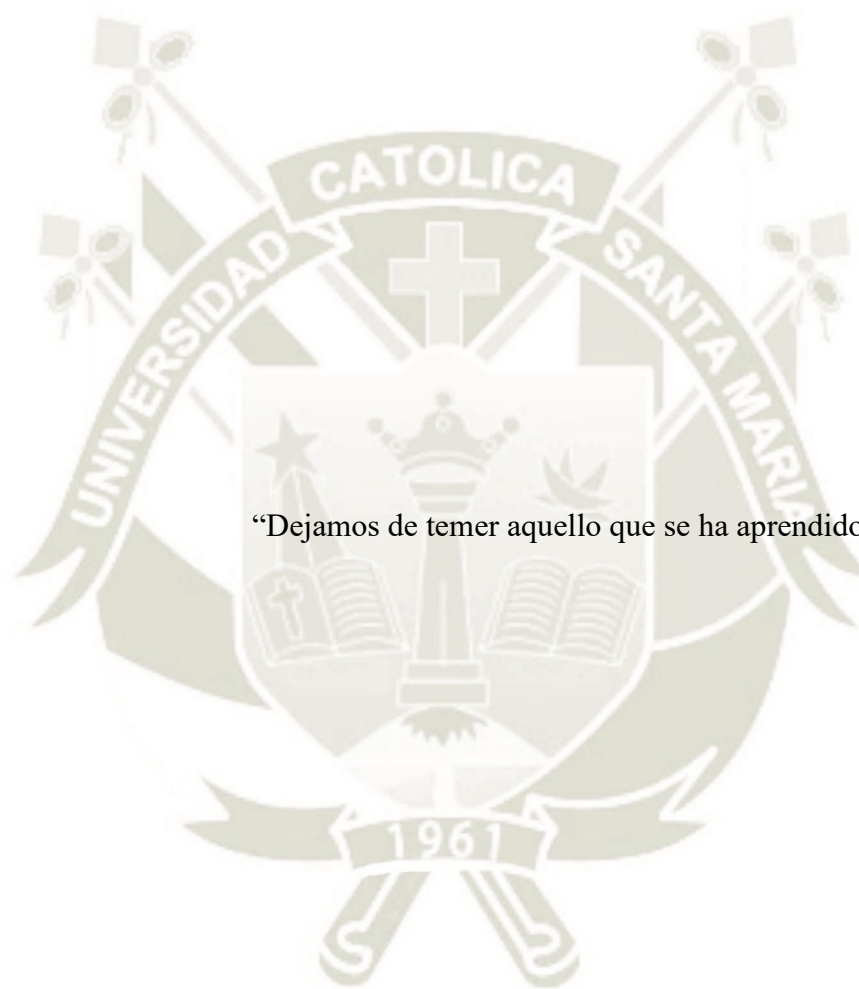 CATOLICA
UNIVERSIDAD
SANTA MARIA
“Dejamos de temer aquello que se ha aprendido
1961